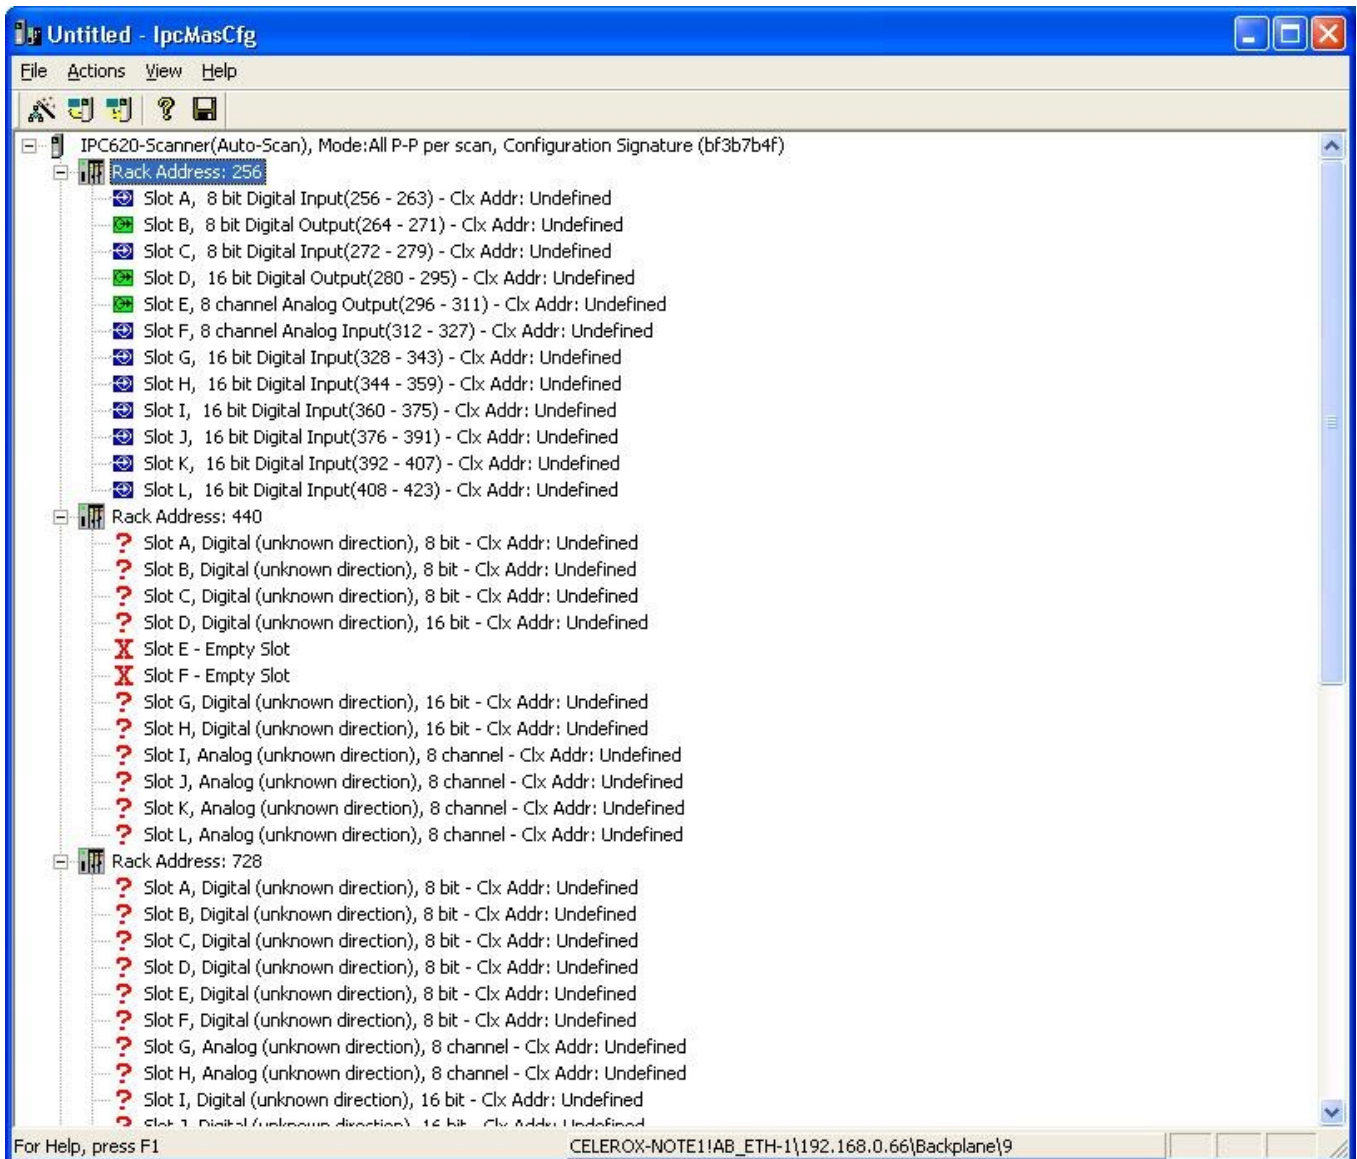 Untitled - IpcMasCfg
File Actions View Help
IPC620-Scanner(Auto-Scan), Mode:All P-P per scan, Configuration Signature (bf3b7b4f)
Rack Address: 256
Slot A, 8 bit Digital Input(256 - 263) - Clx Addr: Undefined
Slot B, 8 bit Digital Output(264 - 271) - Clx Addr: Undefined
Slot C, 8 bit Digital Input(272 - 279) - Clx Addr: Undefined
Slot D, 16 bit Digital Output(280 - 295) - Clx Addr: Undefined
Slot E, 8 channel Analog Output(296 - 311) - Clx Addr: Undefined
Slot F, 8 channel Analog Input(312 - 327) - Clx Addr: Undefined
Slot G, 16 bit Digital Input(328 - 343) - Clx Addr: Undefined
Slot H, 16 bit Digital Input(344 - 359) - Clx Addr: Undefined
Slot I, 16 bit Digital Input(360 - 375) - Clx Addr: Undefined
Slot J, 16 bit Digital Input(376 - 391) - Clx Addr: Undefined
Slot K, 16 bit Digital Input(392 - 407) - Clx Addr: Undefined
Slot L, 16 bit Digital Input(408 - 423) - Clx Addr: Undefined
Rack Address: 440
Slot A, Digital (unknown direction), 8 bit - Clx Addr: Undefined
Slot B, Digital (unknown direction), 8 bit - Clx Addr: Undefined
Slot C, Digital (unknown direction), 8 bit - Clx Addr: Undefined
Slot D, Digital (unknown direction), 16 bit - Clx Addr: Undefined
Slot E - Empty Slot
Slot F - Empty Slot
Slot G, Digital (unknown direction), 16 bit - Clx Addr: Undefined
Slot H, Digital (unknown direction), 16 bit - Clx Addr: Undefined
Slot I, Analog (unknown direction), 8 channel - Clx Addr: Undefined
Slot J, Analog (unknown direction), 8 channel - Clx Addr: Undefined
Slot K, Analog (unknown direction), 8 channel - Clx Addr: Undefined
Slot L, Analog (unknown direction), 8 channel - Clx Addr: Undefined
Rack Address: 728
Slot A, Digital (unknown direction), 8 bit - Clx Addr: Undefined
Slot B, Digital (unknown direction), 8 bit - Clx Addr: Undefined
Slot C, Digital (unknown direction), 8 bit - Clx Addr: Undefined
Slot D, Digital (unknown direction), 8 bit - Clx Addr: Undefined
Slot E, Digital (unknown direction), 8 bit - Clx Addr: Undefined
Slot F, Digital (unknown direction), 8 bit - Clx Addr: Undefined
Slot G, Analog (unknown direction), 8 channel - Clx Addr: Undefined
Slot H, Analog (unknown direction), 8 channel - Clx Addr: Undefined
Slot I, Digital (unknown direction), 16 bit - Clx Addr: Undefined
Slot J, Digital (unknown direction), 16 bit - Clx Addr: Undefined
For Help, press F1
CELEROX-NOTE1!AB_ETH-1\192.168.0.66\Backplane\9